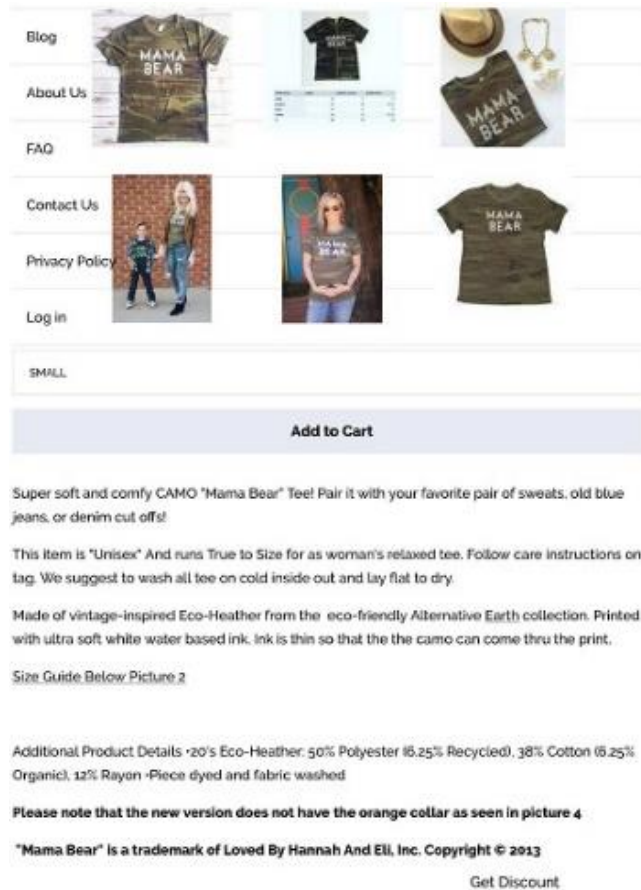 Blog
MAMA
BEAR
About Us
MAMA
BEAR
FAQ
Contact Us
MAMA
BEAR
MAMA
BEAR
Privacy Policy
Log in
SMALL
Add to Cart
Super soft and comfy CAMO "Mama Bear" Tee! Pair it with your favorite pair of sweats, old blue
jeans, or denim cut offs!
This item is "Unisex" And runs True to Size for as woman's relaxed tee. Follow care instructions on
tag. We suggest to wash all tee on cold inside out and lay flat to dry.
Made of vintage-inspired Eco-Heather from the eco-friendly Alternative Earth collection. Printed
with ultra soft white water based ink. Ink is thin so that the the camo can come thru the print.
Size Guide Below Picture 2
Additional Product Details •20's Eco-Heather: 50% Polyester (6.25% Recycled), 38% Cotton (6.25%
Organic), 12% Rayon •Piece dyed and fabric washed
Please note that the new version does not have the orange collar as seen in picture 4
"Mama Bear" is a trademark of Loved By Hannah And Eli, Inc. Copyright © 2013
Get Discount